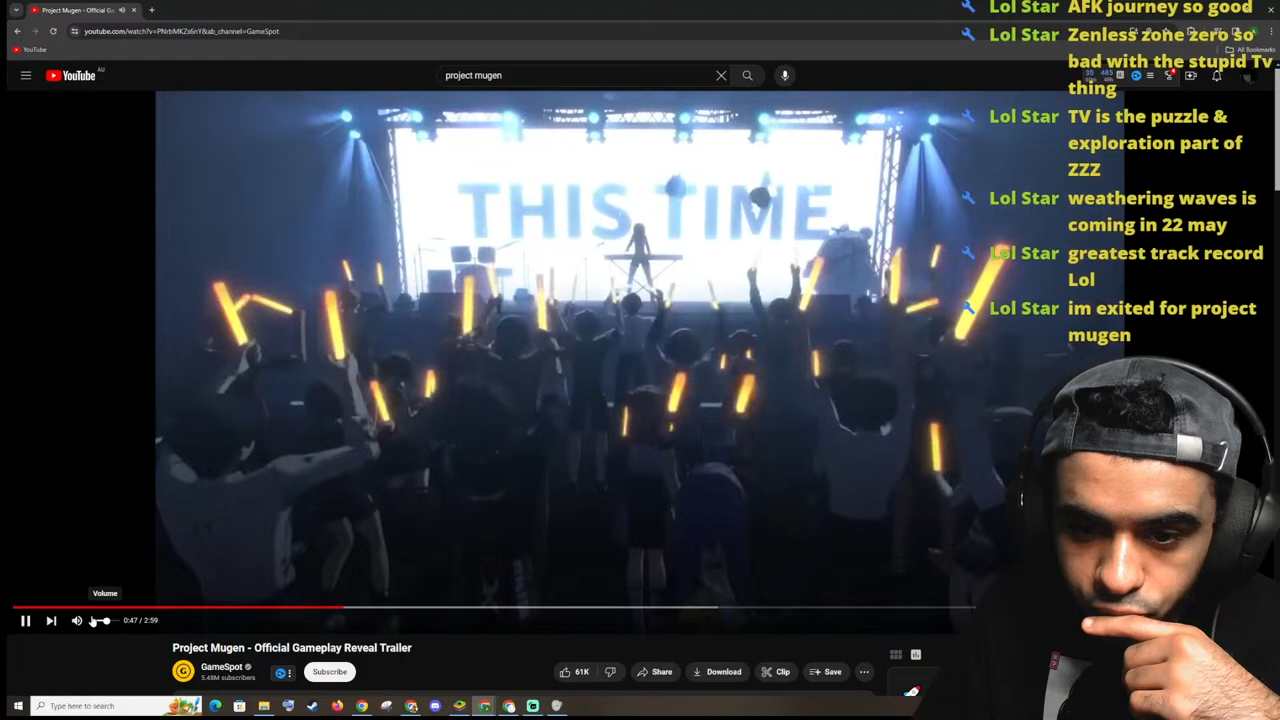 Project Mugen - Official G
youtube.com/watch?v=PNrbMKZs6nY&ab_channel=GameSpot
YouTube
All Bookmarks
YouTube AU
project mugen
THIS TIME
Lol Star AFK journey so good
Lol Star Zenless zone zero so
bad with the stupid Tv
thing
Lol Star TV is the puzzle &
exploration part of
ZZZ
Lol Star weathering waves is
coming in 22 may
Lol Star greatest track record
Lol
Lol Star im exited for project
mugen
Volume
0:47 / 2:59
Project Mugen - Official Gameplay Reveal Trailer
GameSpot
5.48M subscribers
Subscribe
61K
Share
Download
Clip
Save
Type here to search